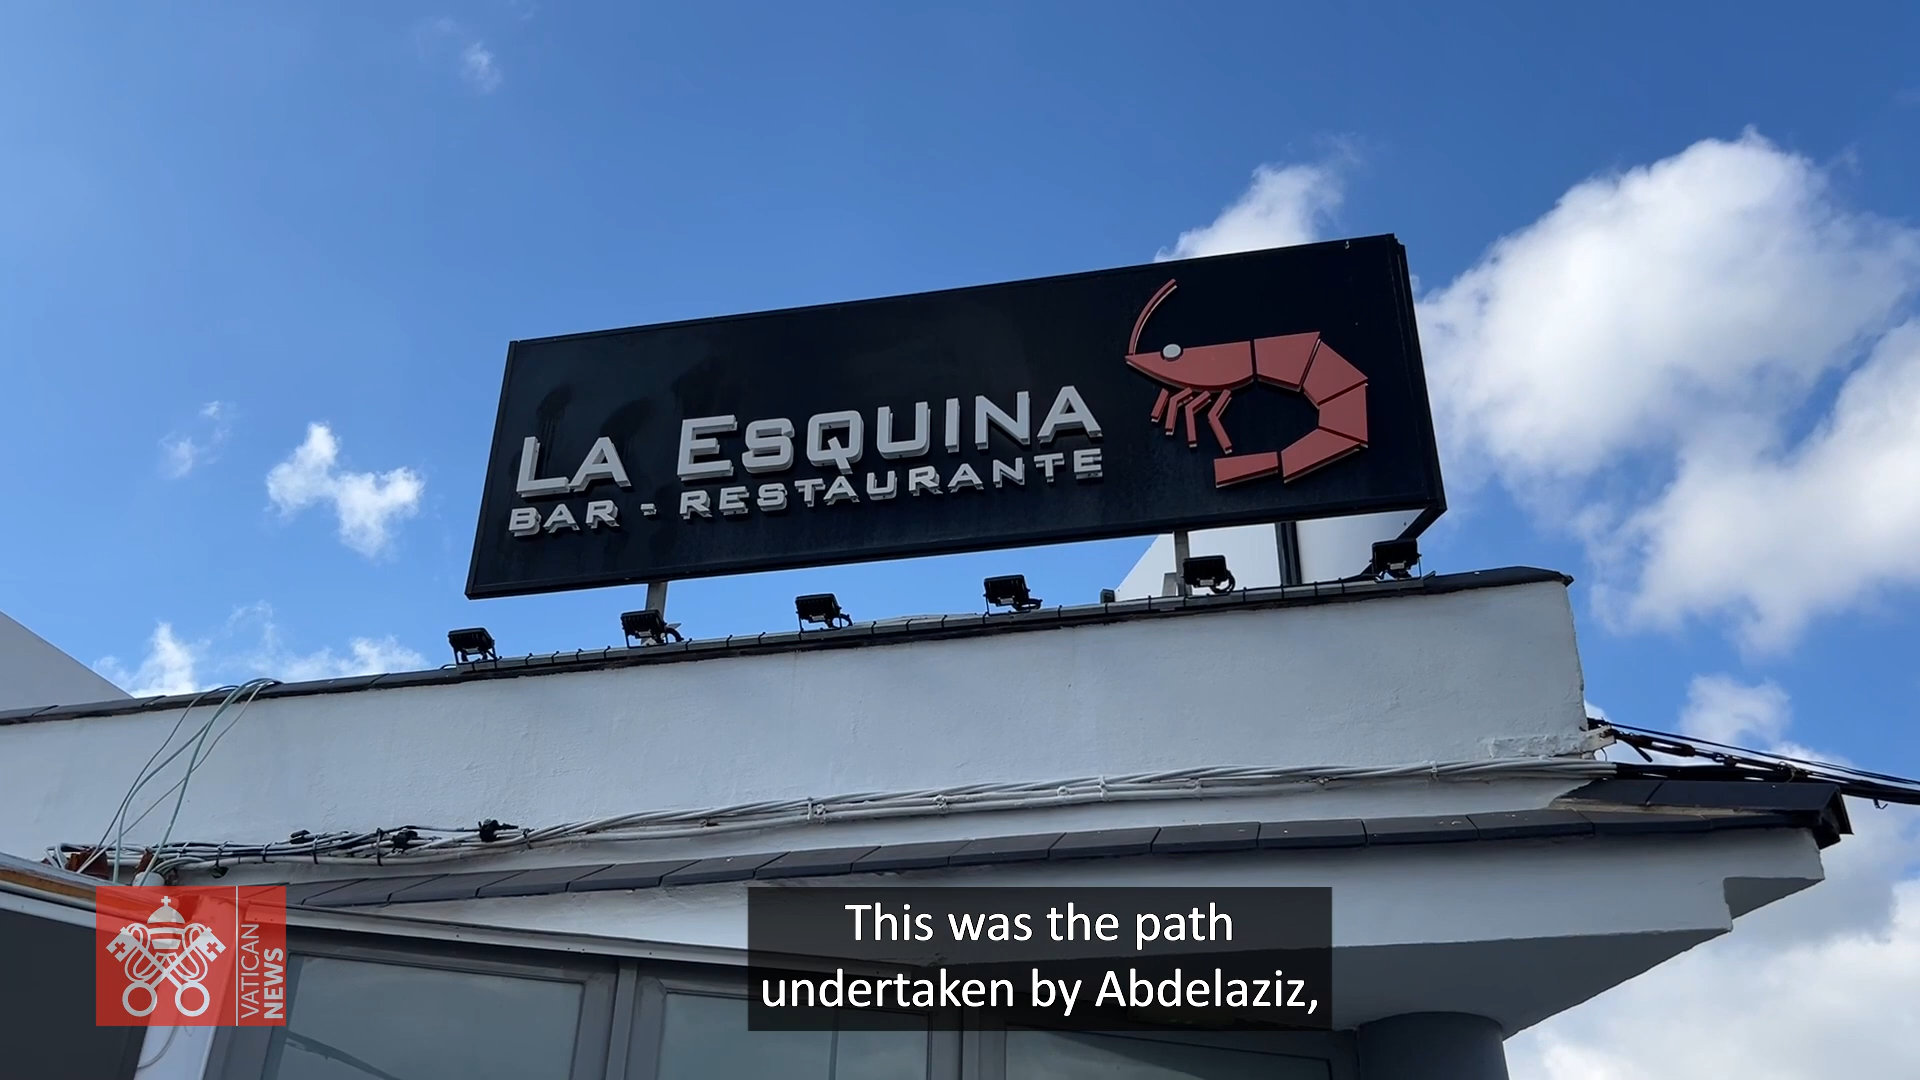 LA ESQUINA
BAR - RESTAURANTE
This was the path
undertaken by Abdelaziz,
VATICAN
NEWS